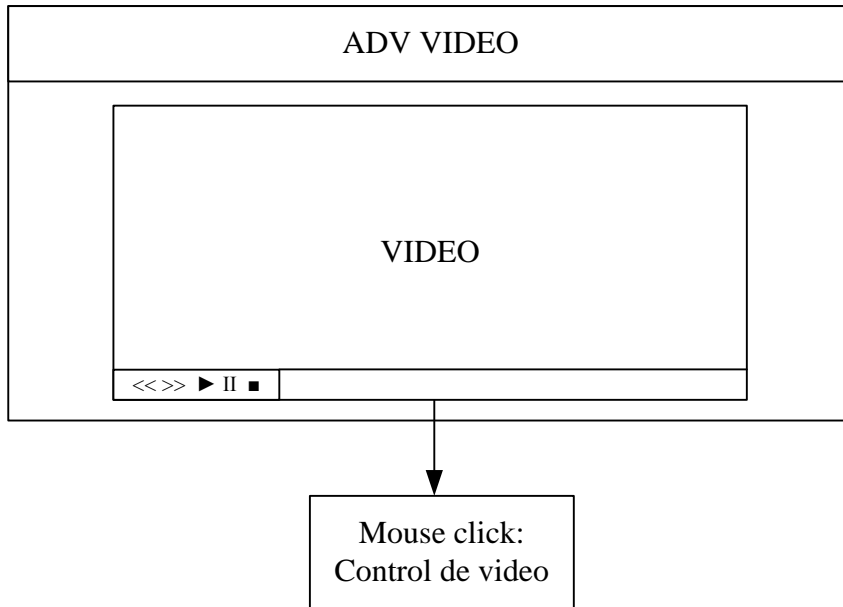 ADV VIDEO
VIDEO
<< >> ► II ■
Mouse click:
Control de video